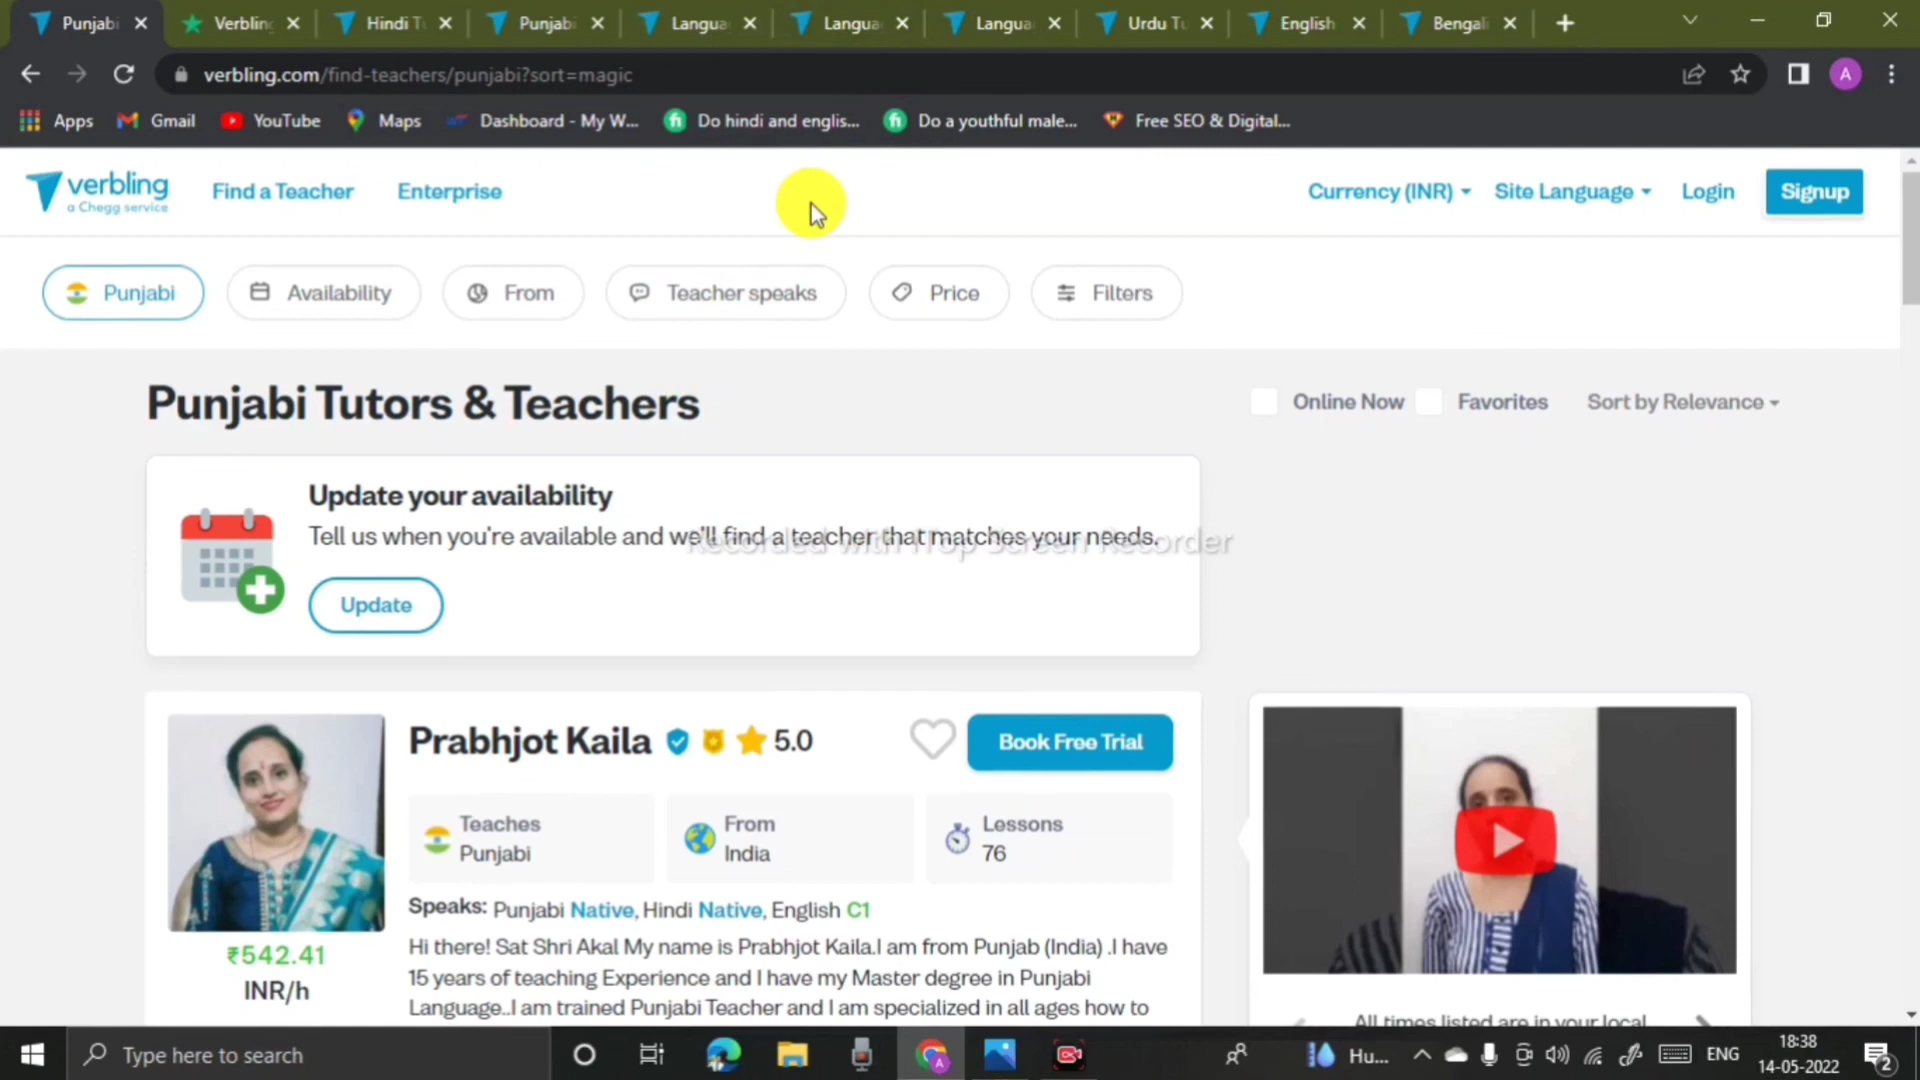 Punjabi
Verbling
Hindi T
Punjabi
Langua
Langua
Langua
Urdu Tu
English
Bengali
verbling.com/find-teachers/punjabi?sort=magic
A
Apps
Gmail
YouTube
Maps
Dashboard - My W...
Do hindi and englis...
Do a youthful male...
Free SEO & Digital...
verbling
a Chegg service
Find a Teacher
Enterprise
Currency (INR)
Site Language
Login
Signup
Punjabi
Availability
From
Teacher speaks
Price
Filters
Punjabi Tutors & Teachers
Online Now
Favorites
Sort by Relevance
Update your availability
Tell us when you're available and we'll find a teacher that matches your needs.
Recorded with iTop Screen Recorder
Update
Prabhjot Kaila
5.0
Book Free Trial
Teaches
Punjabi
From
India
Lessons
76
Speaks: Punjabi Native, Hindi Native, English C1
₹542.41
INR/h
Hi there! Sat Shri Akal My name is Prabhjot Kaila.I am from Punjab (India) .I have
15 years of teaching Experience and I have my Master degree in Punjabi
Language..I am trained Punjabi Teacher and I am specialized in all ages how to
All times listed are in your local
Type here to search
Hu...
ENG
18:38
14-05-2022
2